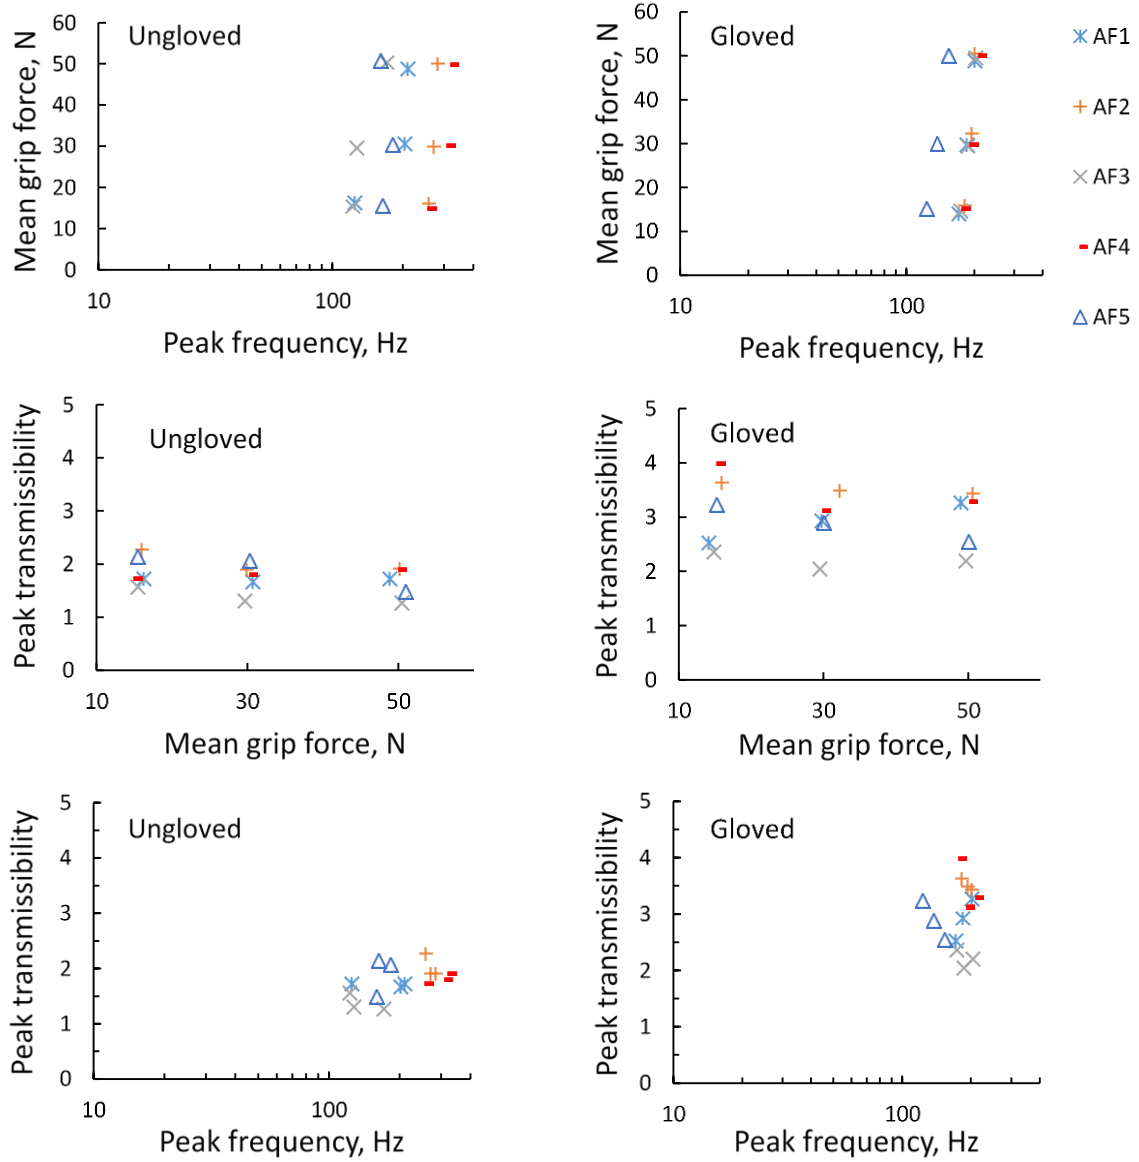 Mean grip force, N
60
50
40
30
20
10
0
Ungloved
10
100
Peak frequency, Hz
Mean grip force, N
60
50
40
30
20
10
0
Gloved
10
100
Peak frequency, Hz
AF1
AF2
AF3
AF4
AF5
Peak transmissibility
5
4
3
2
1
0
Ungloved
10
30
50
Mean grip force, N
Peak transmissibility
5
4
3
2
1
0
Gloved
10
30
50
Mean grip force, N
Peak transmissibility
5
4
3
2
1
0
Ungloved
10
100
Peak frequency, Hz
Peak transmissibility
5
4
3
2
1
0
Gloved
10
100
Peak frequency, Hz